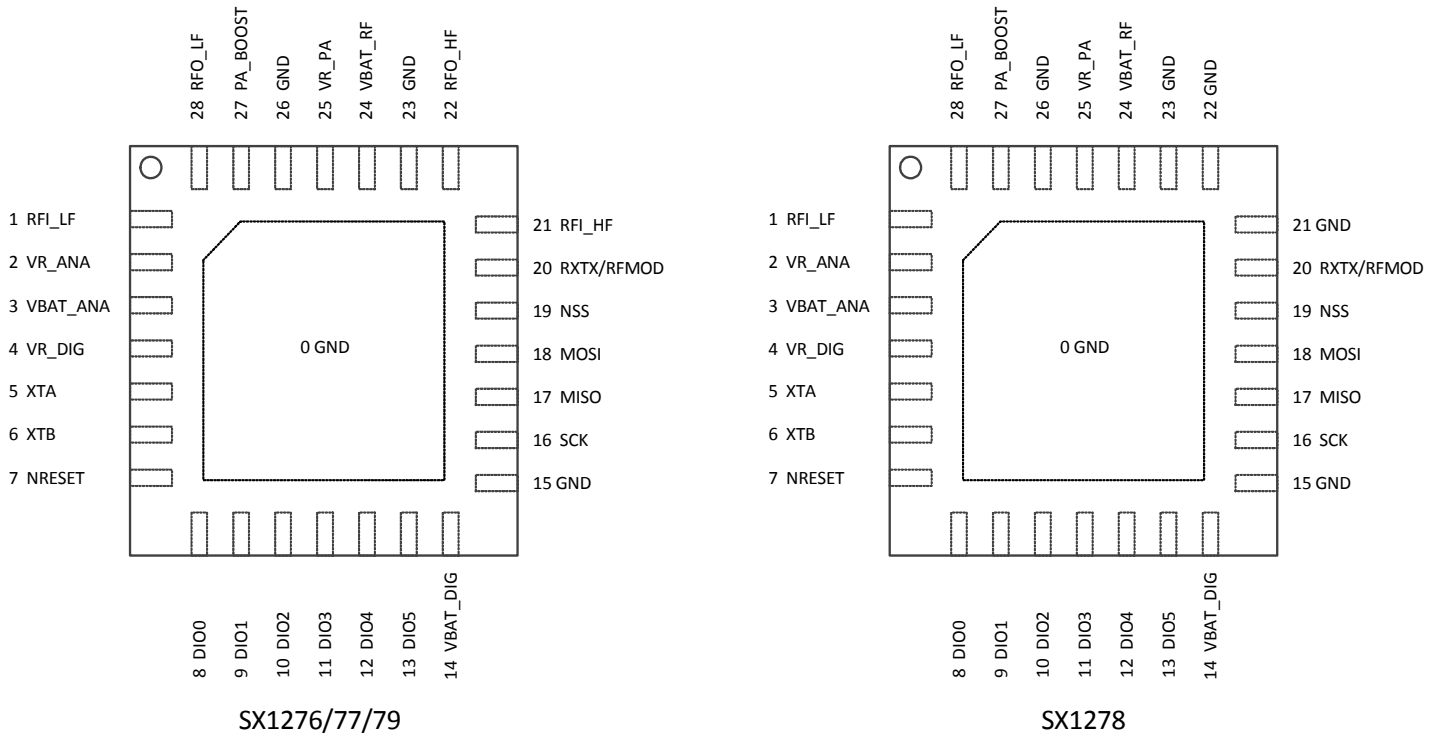 28 RFO_LF
27 PA_BOOST
26 GND
25 VR_PA
24 VBAT_RF
23 GND
22 RFO_HF
1 RFI_LF
2 VR_ANA
3 VBAT_ANA
4 VR_DIG
5 XTA
6 XTB
7 NRESET
0 GND
21 RFI_HF
20 RXTX/RFMOD
19 NSS
18 MOSI
17 MISO
16 SCK
15 GND
8 DIO0
9 DIO1
10 DIO2
11 DIO3
12 DIO4
13 DIO5
14 VBAT_DIG
SX1276/77/79
28 RFO_LF
27 PA_BOOST
26 GND
25 VR_PA
24 VBAT_RF
23 GND
22 GND
1 RFI_LF
2 VR_ANA
3 VBAT_ANA
4 VR_DIG
5 XTA
6 XTB
7 NRESET
0 GND
21 GND
20 RXTX/RFMOD
19 NSS
18 MOSI
17 MISO
16 SCK
15 GND
8 DIO0
9 DIO1
10 DIO2
11 DIO3
12 DIO4
13 DIO5
14 VBAT_DIG
SX1278